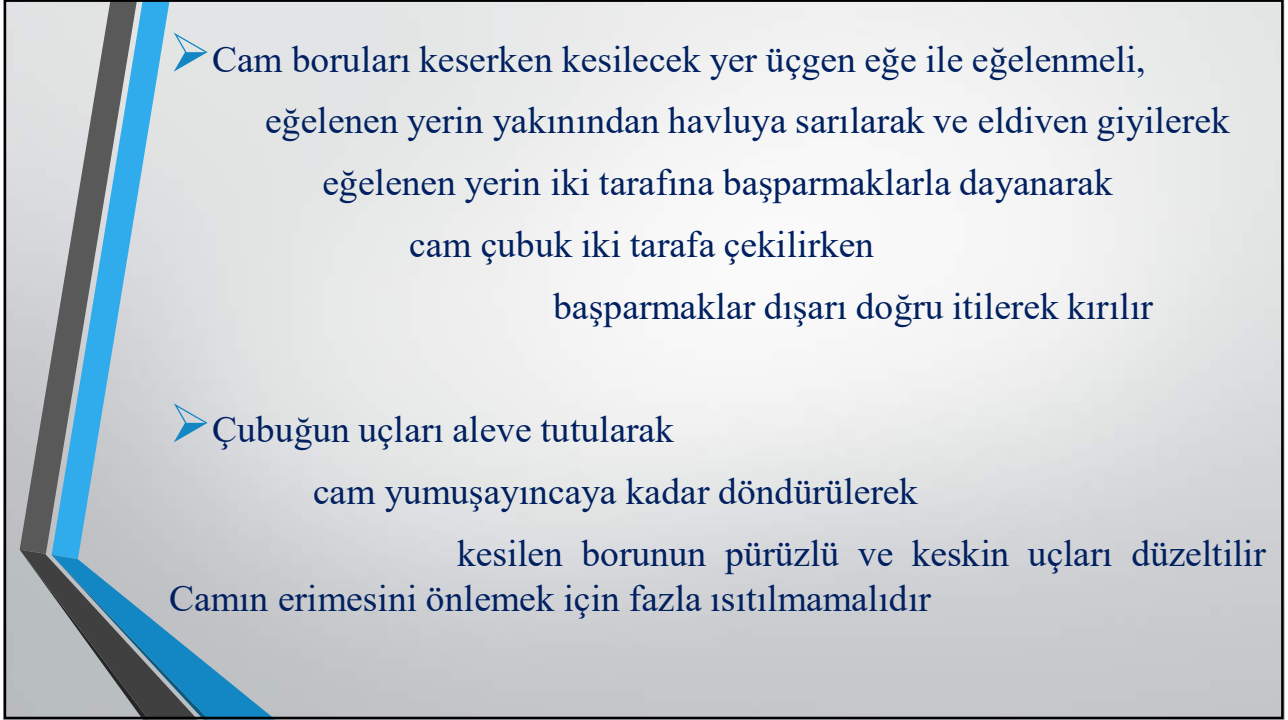 ➢Cam boruları keserken kesilecek yer üçgen eğe ile eğelenmeli,
eğelenen yerin yakınından havluya sarılarak ve eldiven giyilerek
eğelenen yerin iki tarafına başparmaklarla dayanarak
cam çubuk iki tarafa çekilirken
başparmaklar dışarı doğru itilerek kırılır
➢Çubuğun uçları aleve tutularak
cam yumuşayıncaya kadar döndürülerek
kesilen borunun pürüzlü ve keskin uçları düzeltilir
Camın erimesini önlemek için fazla ısıtılmamalıdır